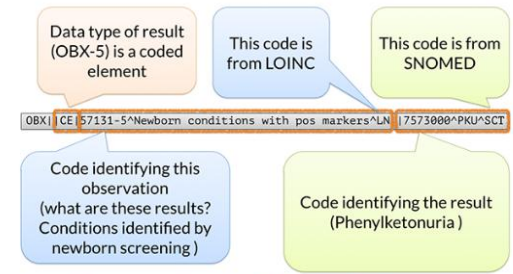 Data type of result
(OBX-5) is a coded
element
This code is
from LOINC
This code is from
SNOMED
OBX||CE|57131-5^Newborn conditions with pos markers^LN||7573000^PKU^SCT
Code identifying this
observation
(what are these results?
Conditions identified by
newborn screening )
Code identifying the result
(Phenylketonuria )